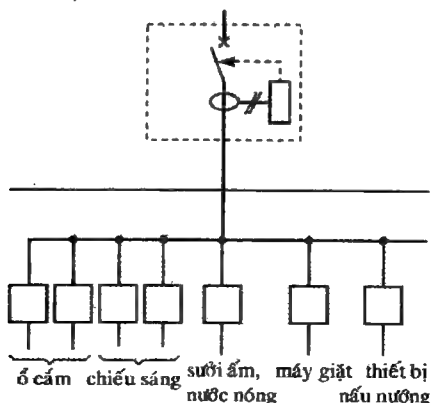 ổ cắm chiếu sáng sưởi ấm, máy giặt thiết bị
nước nóng nấu nướng